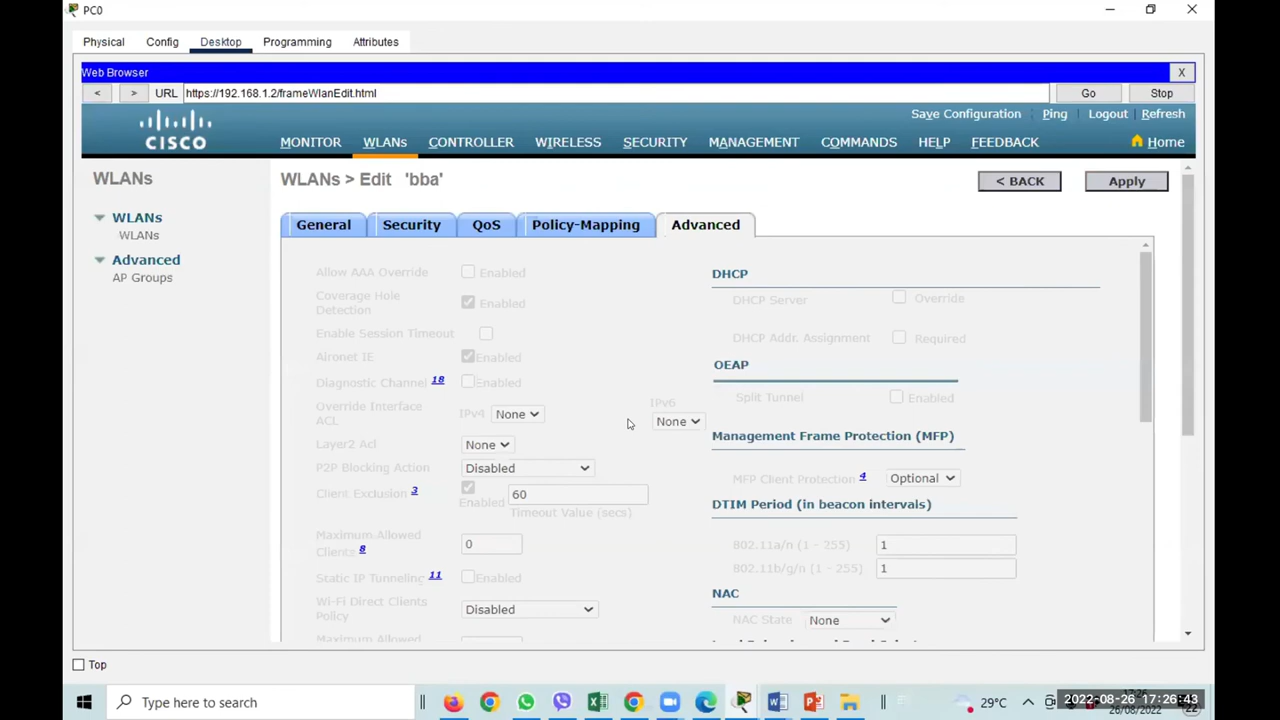 PC0
Physical Config Desktop Programming Attributes
Web Browser X
< > URL https://192.168.1.2/frameWlanEdit.html Go Stop
Save Configuration Ping Logout Refresh
CISCO MONITOR WLANs CONTROLLER WIRELESS SECURITY MANAGEMENT COMMANDS HELP FEEDBACK Home
WLANs
WLANs
WLANs
Advanced
AP Groups
WLANs > Edit 'bba' < BACK Apply
General Security QoS Policy-Mapping Advanced
Allow AAA Override Enabled
Coverage Hole Detection Enabled
Enable Session Timeout
Aironet IE Enabled
Diagnostic Channel 18 Enabled
Override Interface ACL IPv4 None IPv6 None
Layer2 Acl None
P2P Blocking Action Disabled
Client Exclusion 3 Enabled 60
Timeout Value (secs)
Maximum Allowed Clients 8 0
Static IP Tunneling 11 Enabled
Wi-Fi Direct Clients Policy Disabled
Maximum Allowed
DHCP
DHCP Server Override
DHCP Addr. Assignment Required
OEAP
Split Tunnel Enabled
Management Frame Protection (MFP)
MFP Client Protection 4 Optional
DTIM Period (in beacon intervals)
802.11a/n (1 - 255) 1
802.11b/g/n (1 - 255) 1
NAC
NAC State None
Top
Type here to search
29°C
2022-08-26 17:26:48
26/08/2022
22